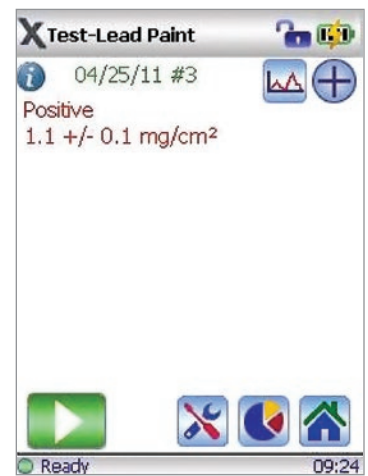 X Test-Lead Paint
04/25/11 #3
Positive
1.1 +/- 0.1 mg/cm²
Ready
09:24